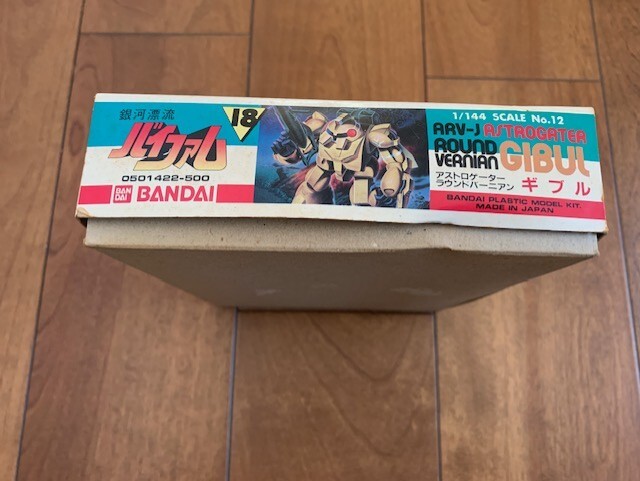 銀河漂流
バイファム
0501422-500
BAN
DAI
BANDAI
18
1/144 SCALE No.12
ARV-J ASTROGATER
ROUND
VERNIAN
GIBUL
アストロゲーター
ラウンドバーニアン
ギブル
BANDAI PLASTIC MODEL KIT.
MADE IN JAPAN